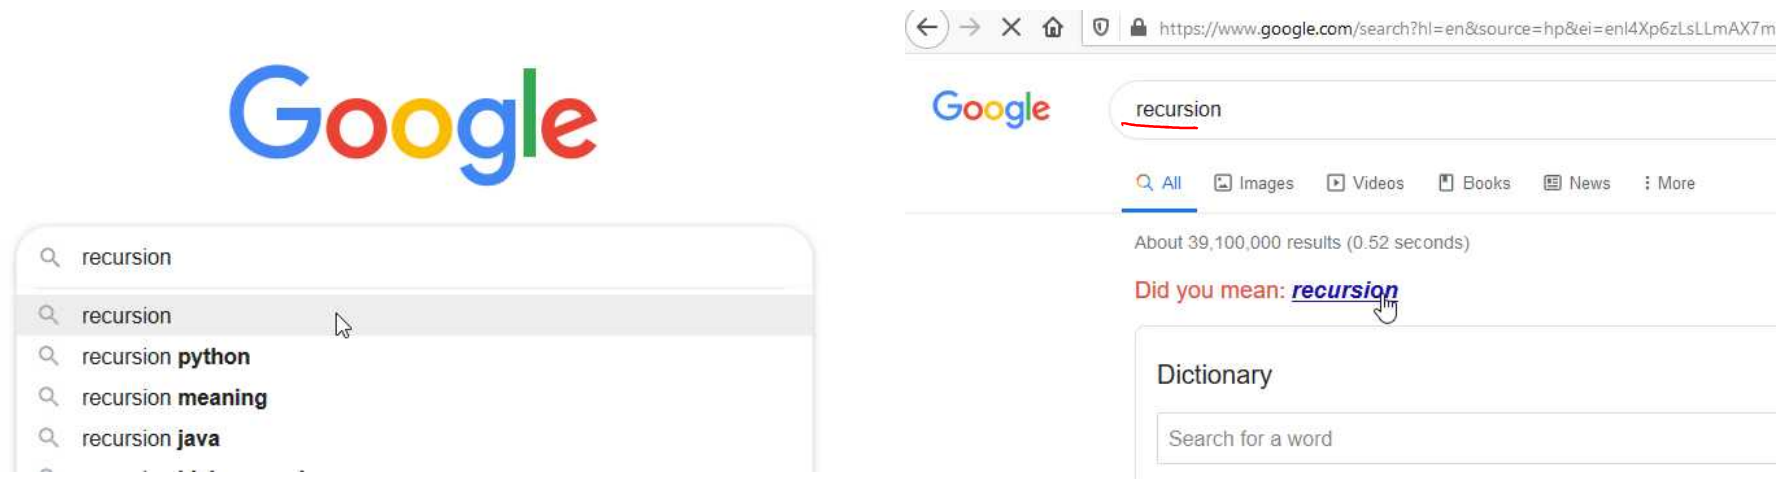 Google
recursion
recursion
recursion python
recursion meaning
recursion java
https://www.google.com/search?hl=en&source=hp&ei=enI4Xp6zLsLLmAX7m
Google
recursion
All Images Videos Books News More
About 39,100,000 results (0.52 seconds)
Did you mean: recursion
Dictionary
Search for a word